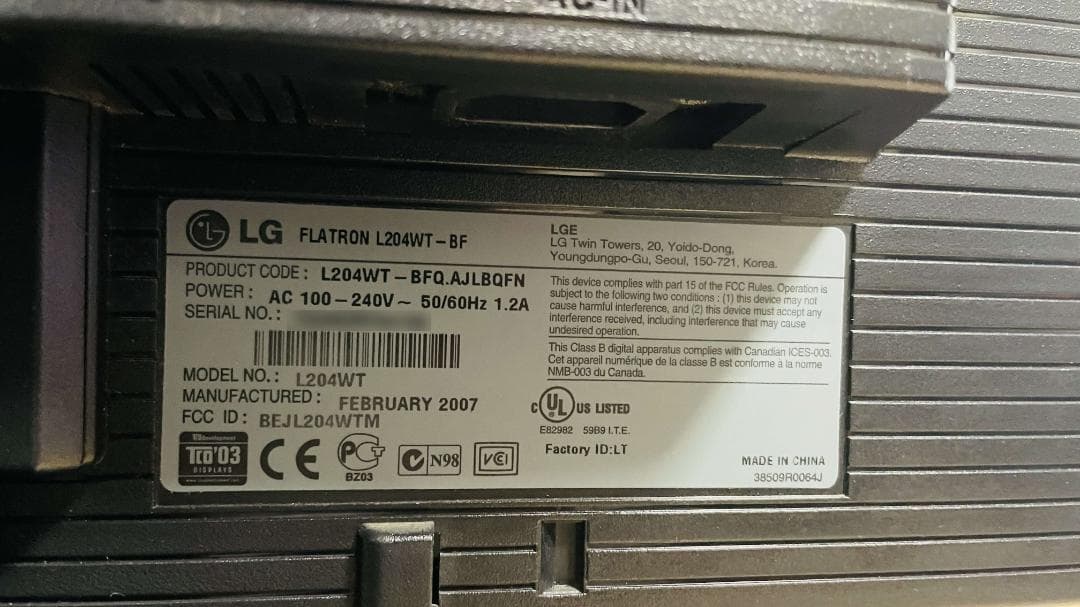 AC-IN
LG FLATRON L204WT-BF
PRODUCT CODE : L204WT-BFQ.AJLBQFN
POWER : AC 100-240V~ 50/60Hz 1.2A
SERIAL NO. :
MODEL NO. : L204WT
MANUFACTURED : FEBRUARY 2007
FCC ID : BEJL204WTM
TCO'03
DISPLAYS
CE
PCT
BZ03
N98
VCI
LGE
LG Twin Towers, 20, Yoido-Dong,
Youngdungpo-Gu, Seoul, 150-721, Korea.
This device complies with part 15 of the FCC Rules. Operation is
subject to the following two conditions : (1) this device may not
cause harmful interference, and (2) this device must accept any
interference received, including interference that may cause
undesired operation.
This Class B digital apparatus complies with Canadian ICES-003.
Cet appareil numérique de la classe B est conforme à la norme
NMB-003 du Canada.
C UL US LISTED
E82982 59B9 I.T.E.
Factory ID:LT
MADE IN CHINA
38509R0064J